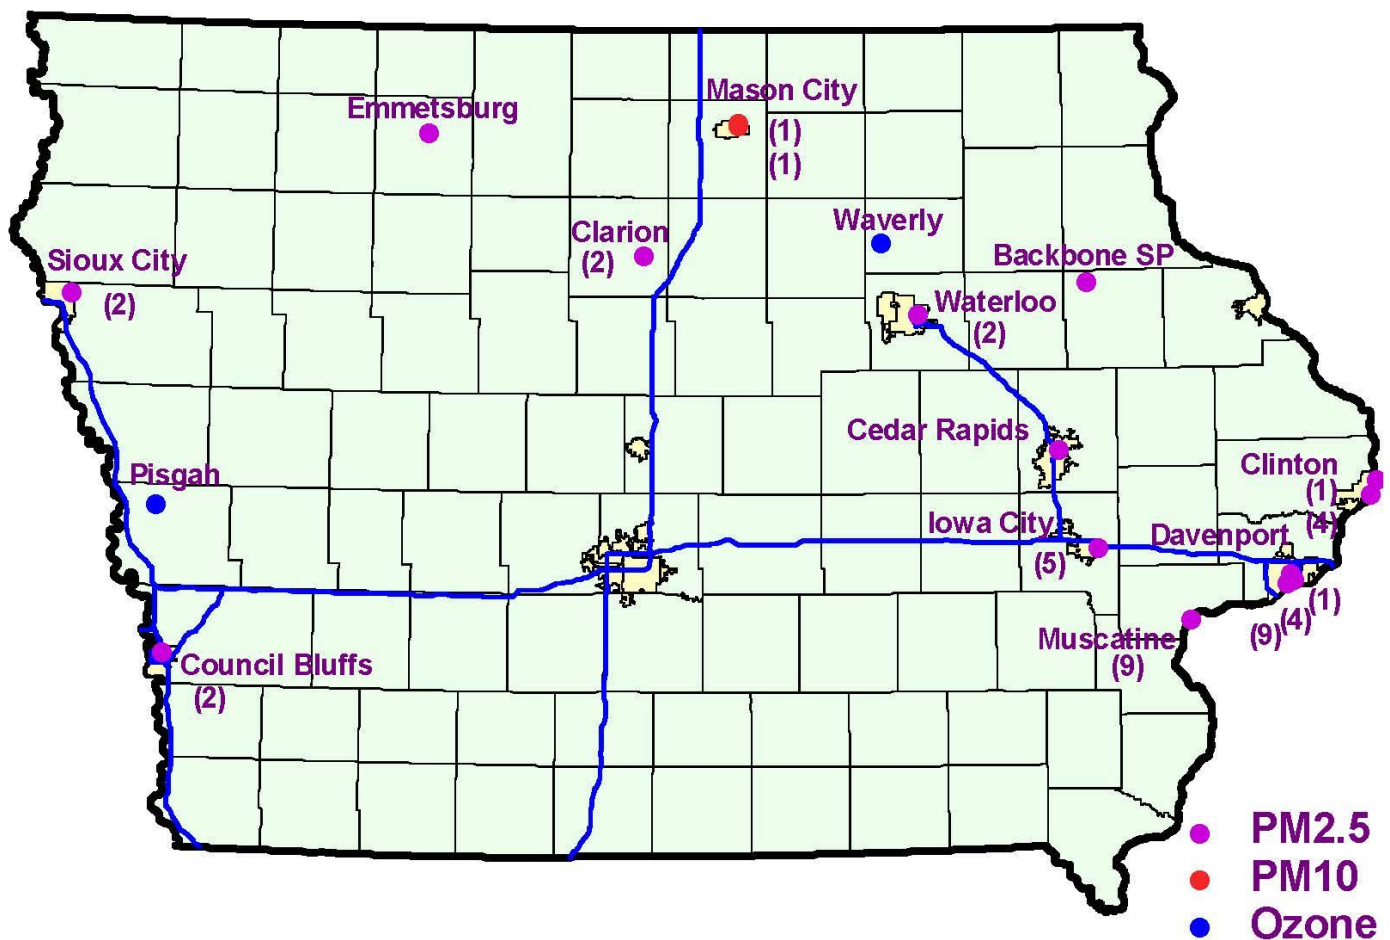 Mason City
Emmetsburg
(1)
(1)
Waverly
Clarion
(2)
Backbone SP
Sioux City
(2)
Waterloo
(2)
Cedar Rapids
Clinton
(1)
(4)
Pisgah
Iowa City
(5)
Davenport
(1)
(4)
(9)
Muscatine
(9)
Council Bluffs
(2)
PM2.5
PM10
Ozone